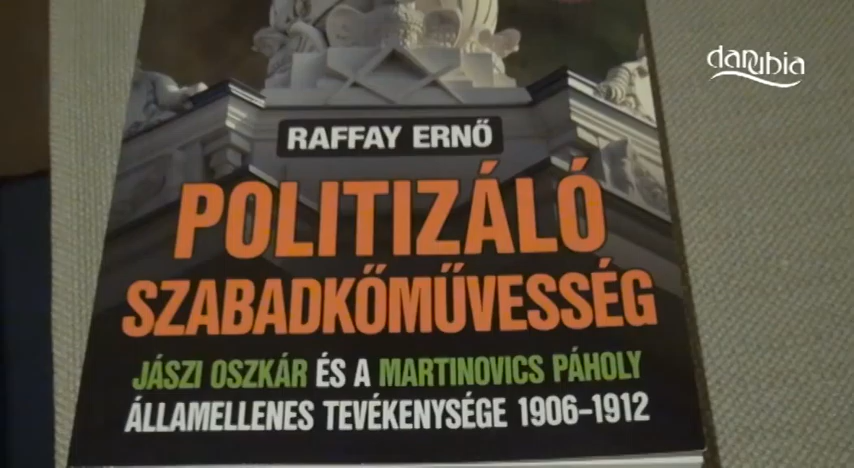 danubia
RAFFAY ERNŐ
POLITIZÁLÓ
SZABADKŐMŰVESSÉG
JÁSZI OSZKÁR ÉS A MARTINOVICS PÁHOLY
ÁLLAMELLENES TEVÉKENYSÉGE 1906–1912